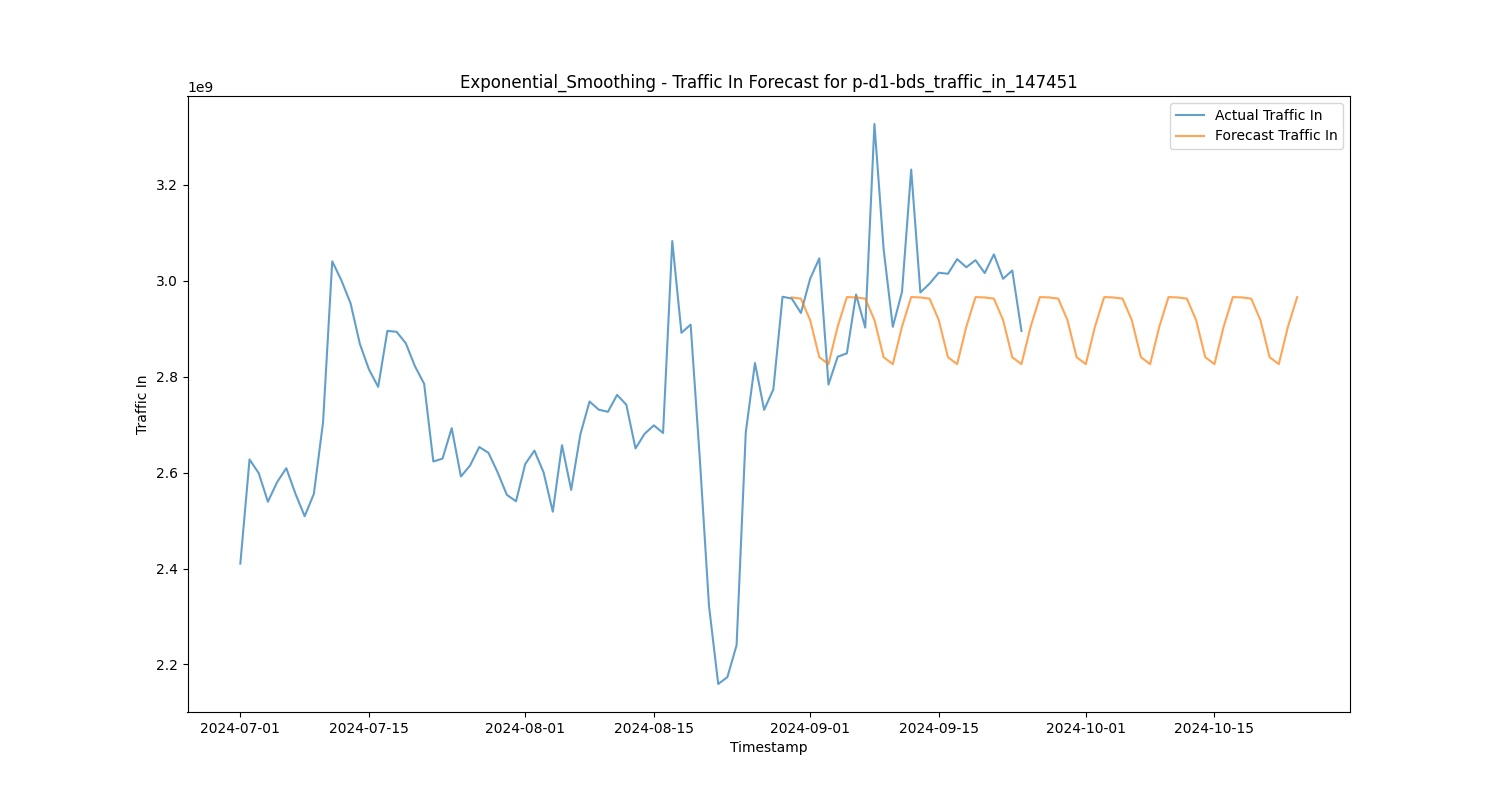 Exponential_Smoothing - Traffic In Forecast for p-d1-bds_traffic_in_147451
1e9
Actual Traffic In
Forecast Traffic In
3.2
3.0
2.8
2.6
2.4
2.2
Traffic In
2024-07-01 2024-07-15 2024-08-01 2024-08-15 2024-09-01 2024-09-15 2024-10-01 2024-10-15
Timestamp